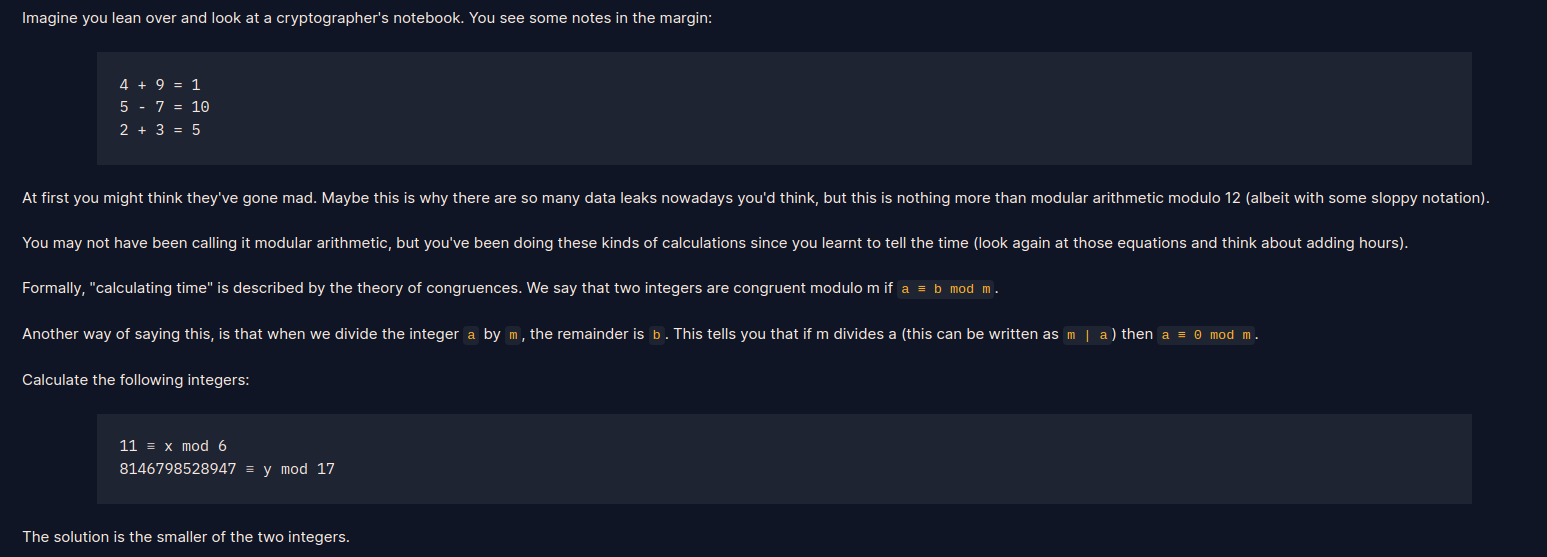 Imagine you lean over and look at a cryptographer's notebook. You see some notes in the margin:
4 + 9 = 1
5 - 7 = 10
2 + 3 = 5
At first you might think they've gone mad. Maybe this is why there are so many data leaks nowadays you'd think, but this is nothing more than modular arithmetic modulo 12 (albeit with some sloppy notation).
You may not have been calling it modular arithmetic, but you've been doing these kinds of calculations since you learnt to tell the time (look again at those equations and think about adding hours).
Formally, "calculating time" is described by the theory of congruences. We say that two integers are congruent modulo m if a ≡ b mod m.
Another way of saying this, is that when we divide the integer a by m, the remainder is b. This tells you that if m divides a (this can be written as m | a) then a ≡ 0 mod m.
Calculate the following integers:
11 ≡ x mod 6
8146798528947 ≡ y mod 17
The solution is the smaller of the two integers.